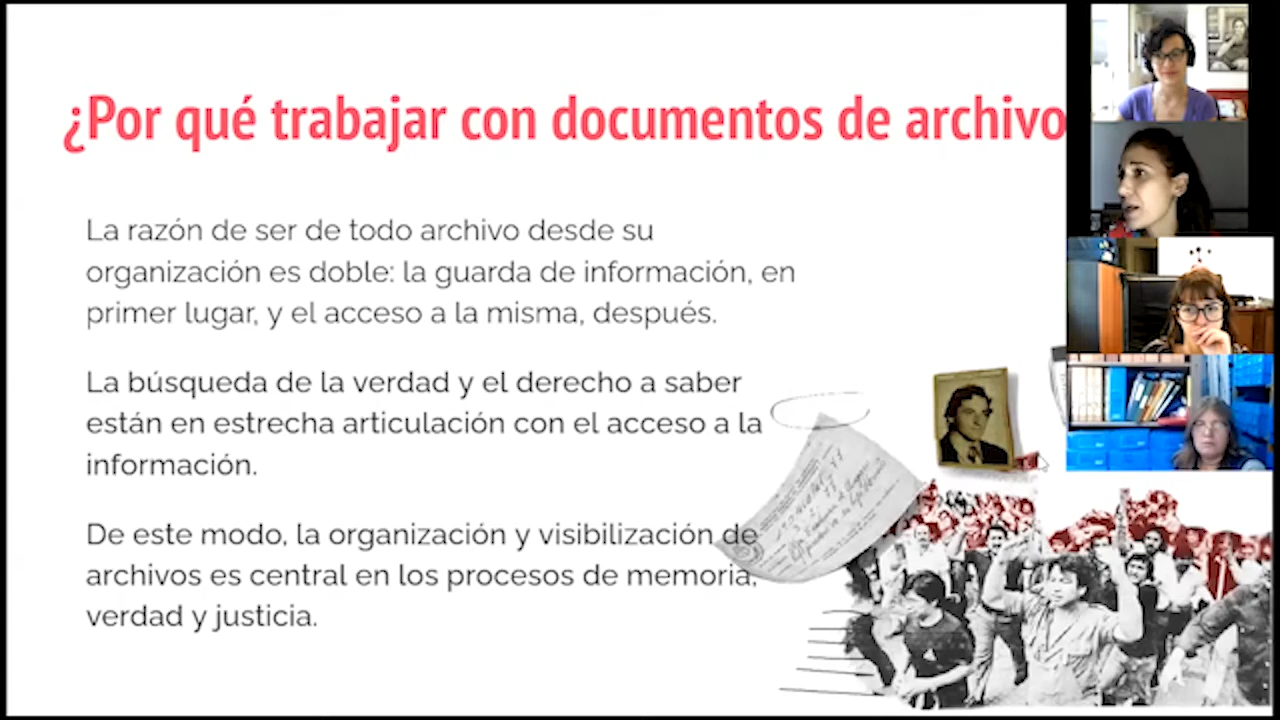 ¿Por qué trabajar con documentos de archivo
La razón de ser de todo archivo desde su
organización es doble: la guarda de información, en
primer lugar, y el acceso a la misma, después.
La búsqueda de la verdad y el derecho a saber
están en estrecha articulación con el acceso a la
información.
De este modo, la organización y visibilización de
archivos es central en los procesos de memoria,
verdad y justicia.